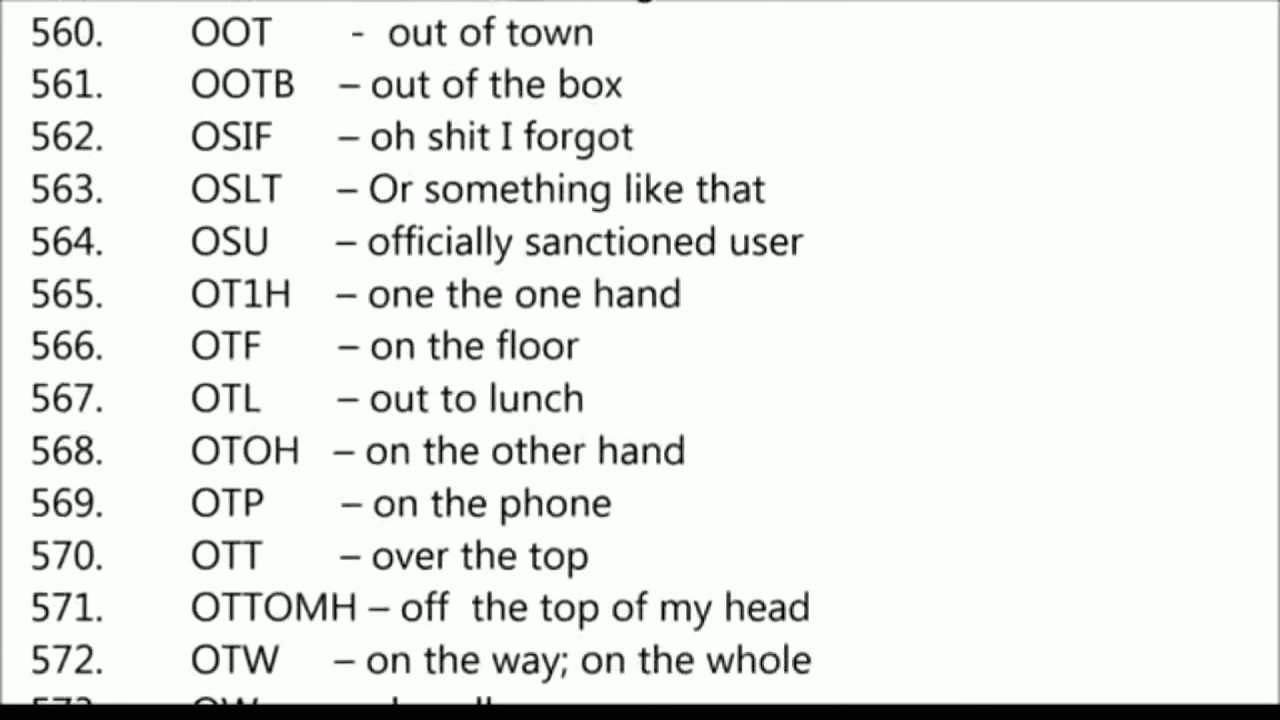 560. OOT - out of town
561. OOTB – out of the box
562. OSIF – oh shit I forgot
563. OSLT – Or something like that
564. OSU – officially sanctioned user
565. OT1H – one the one hand
566. OTF – on the floor
567. OTL – out to lunch
568. OTOH – on the other hand
569. OTP – on the phone
570. OTT – over the top
571. OTTOMH – off the top of my head
572. OTW – on the way; on the whole